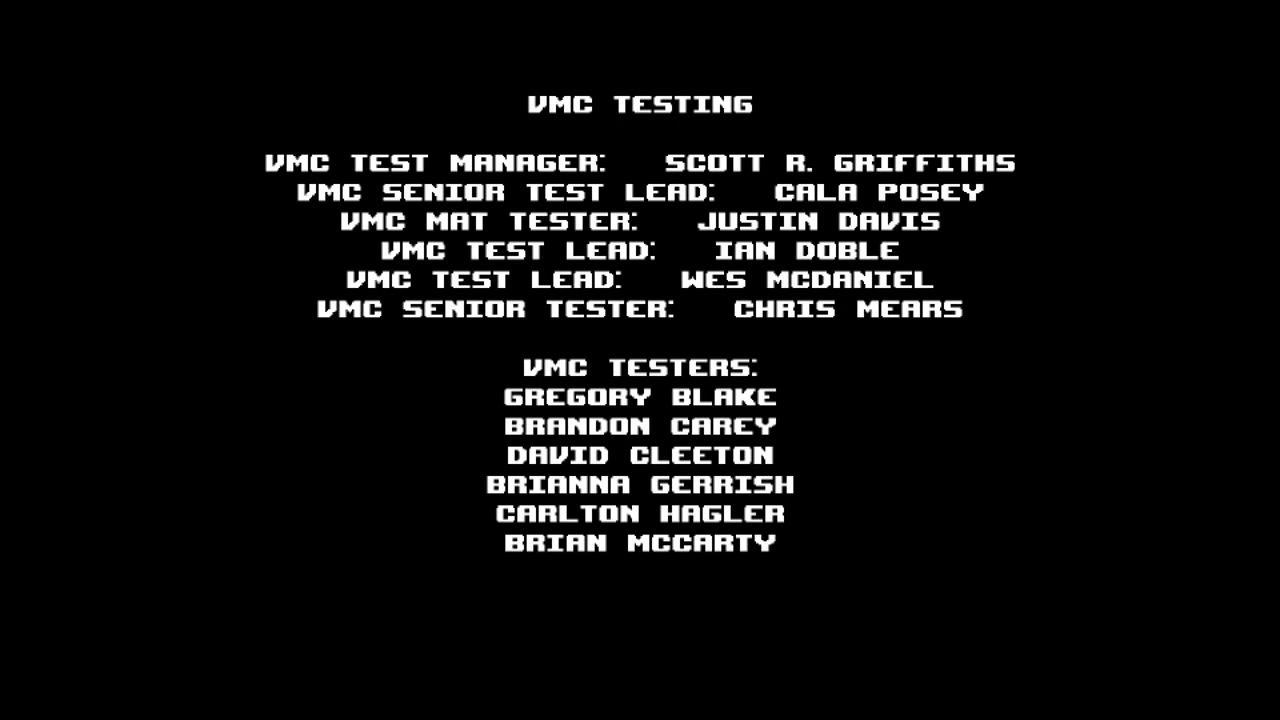 VMC TESTING
VMC TEST MANAGER: SCOTT R. GRIFFITHS
VMC SENIOR TEST LEAD: CALA POSEY
VMC MAT TESTER: JUSTIN DAVIS
VMC TEST LEAD: IAN DOBLE
VMC TEST LEAD: WES MCDANIEL
VMC SENIOR TESTER: CHRIS MEARS
VMC TESTERS:
GREGORY BLAKE
BRANDON CAREY
DAVID CLEETON
BRIANNA GERRISH
CARLTON HAGLER
BRIAN MCCARTY